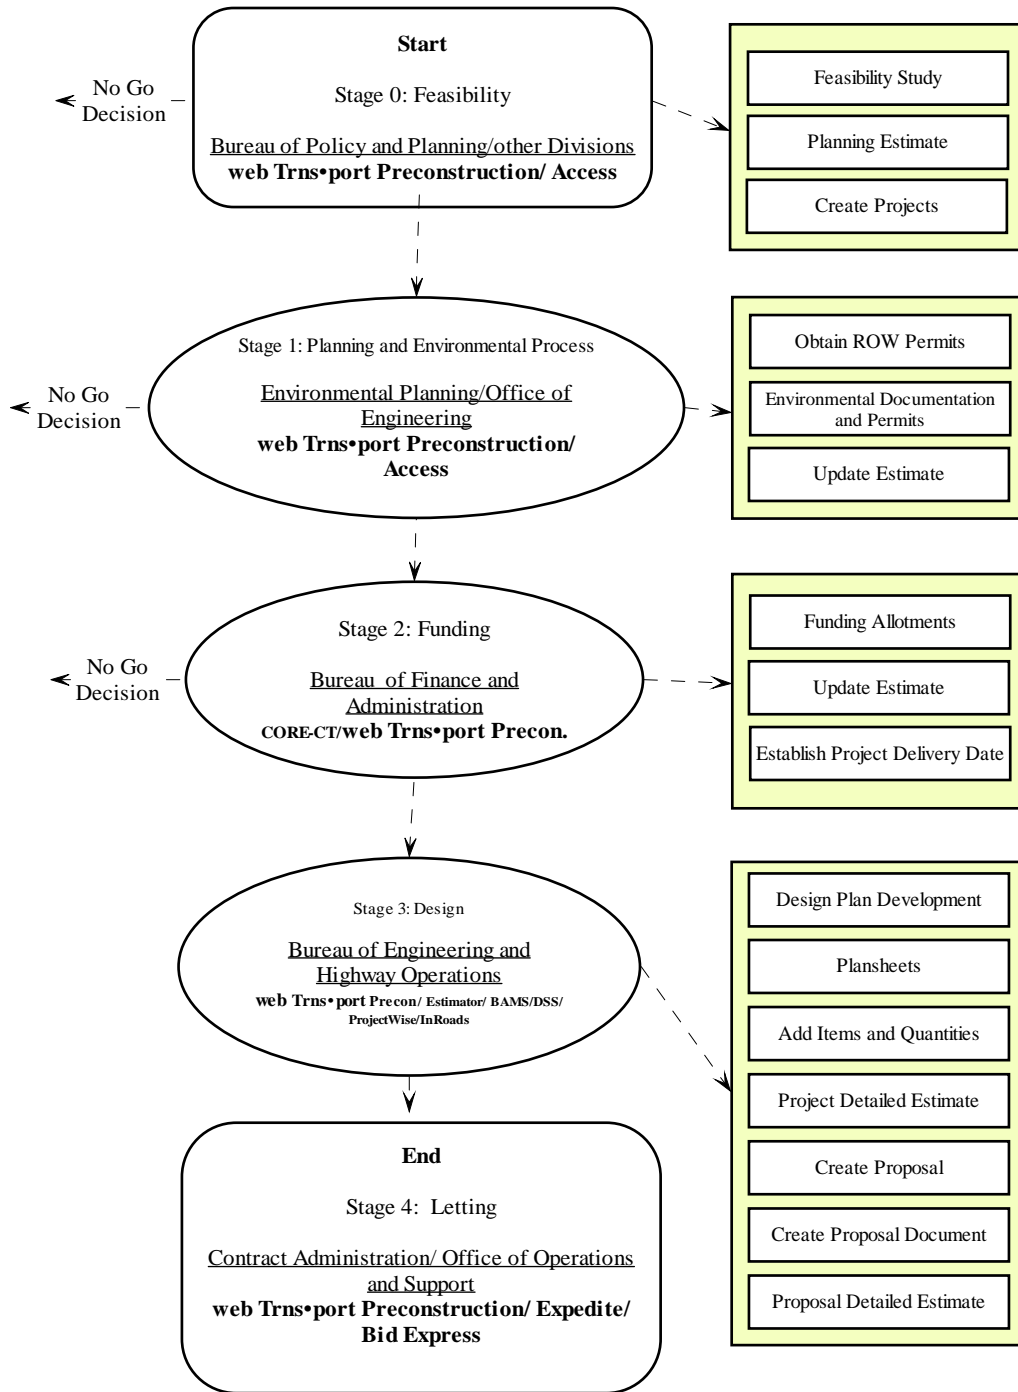 Start
Stage 0: Feasibility
Bureau of Policy and Planning/other Divisions
web Trns•port Preconstruction/ Access
No Go
Decision
Feasibility Study
Planning Estimate
Create Projects
Stage 1: Planning and Environmental Process
Environmental Planning/Office of
Engineering
web Trns•port Preconstruction/
Access
No Go
Decision
Obtain ROW Permits
Environmental Documentation
and Permits
Update Estimate
Stage 2: Funding
Bureau  of Finance and
Administration
CORE-CT/web Trns•port Precon.
No Go
Decision
Funding Allotments
Update Estimate
Establish Project Delivery Date
Stage 3: Design
Bureau of Engineering and
Highway Operations
web Trns•port Precon/ Estimator/ BAMS/DSS/
ProjectWise/InRoads
Design Plan Development
Plansheets
Add Items and Quantities
Project Detailed Estimate
Create Proposal
Create Proposal Document
Proposal Detailed Estimate
End
Stage 4:  Letting
Contract Administration/ Office of Operations
and Support
web Trns•port Preconstruction/ Expedite/
Bid Express